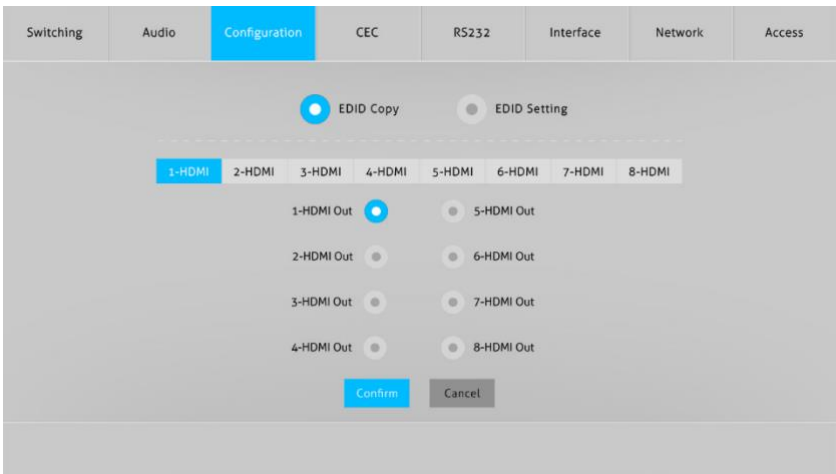 Switching Audio Configuration CEC RS232 Interface Network Access
EDID Copy EDID Setting
1-HDMI 2-HDMI 3-HDMI 4-HDMI 5-HDMI 6-HDMI 7-HDMI 8-HDMI
1-HDMI Out 5-HDMI Out
2-HDMI Out 6-HDMI Out
3-HDMI Out 7-HDMI Out
4-HDMI Out 8-HDMI Out
Confirm Cancel